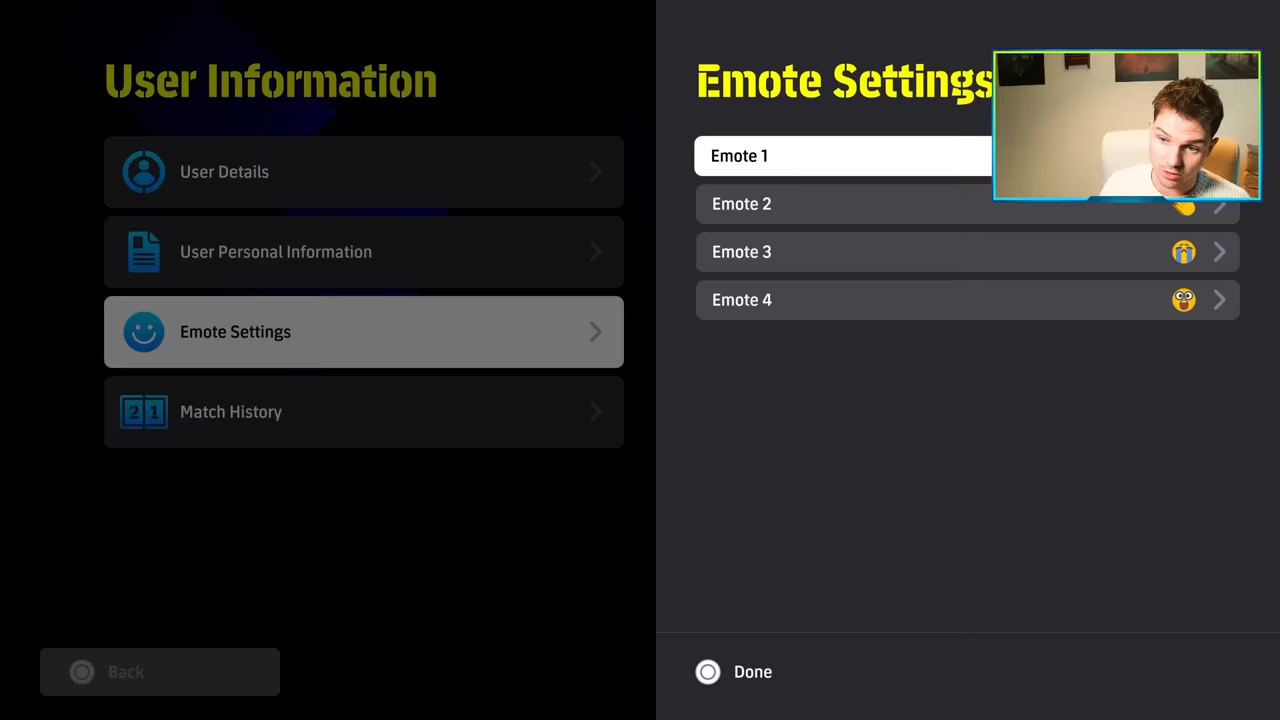 User Information
User Details
User Personal Information
Emote Settings
21 Match History
Back
Emote Settings
Emote 1
Emote 2
Emote 3
Emote 4
Done